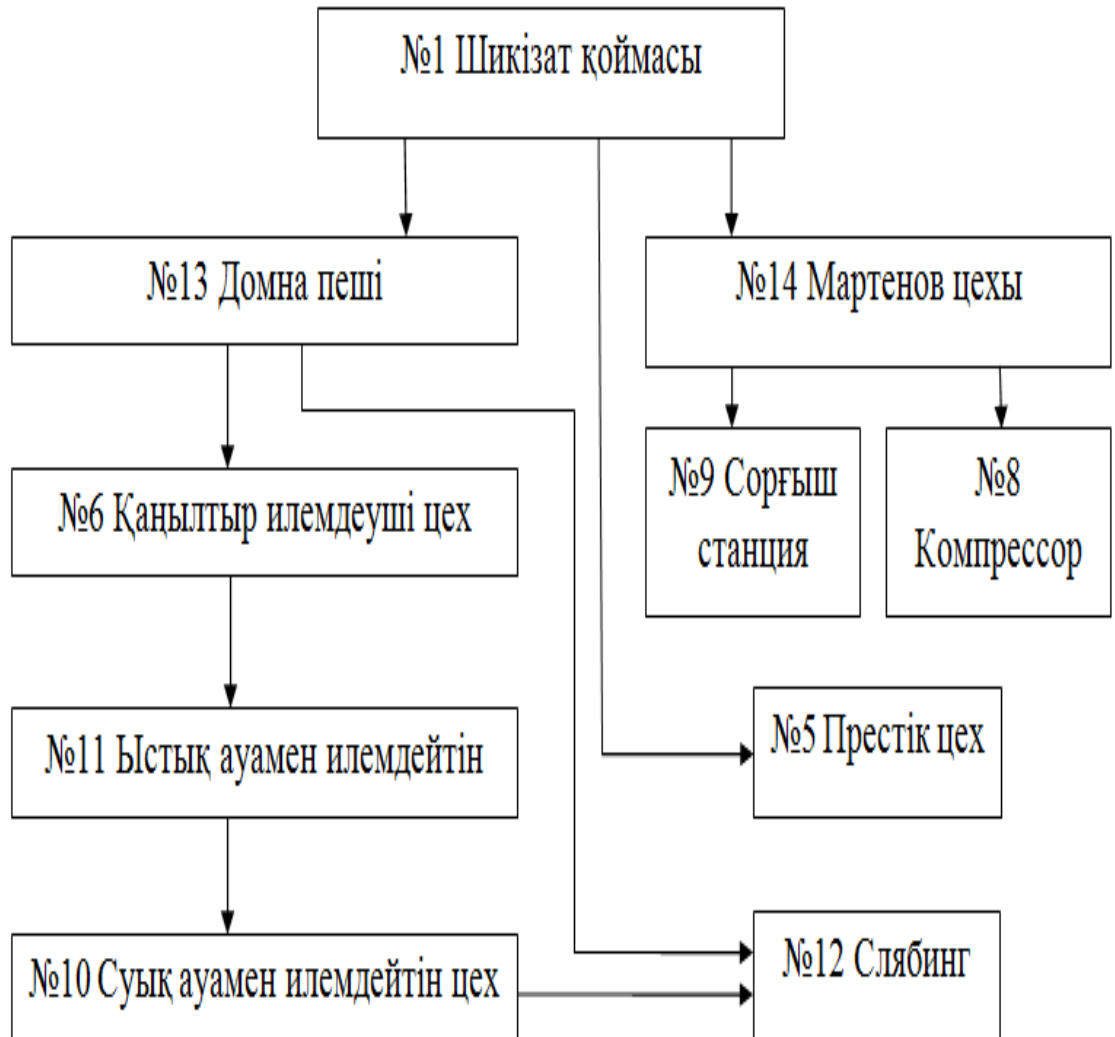 №1 Шикізат қоймасы
№13 Домна пеші
№14 Мартенов цехы
№9 Сорғыш
станция
№8
Компрессор
№6 Қаңылтыр илемдеуші цех
№5 Престік цех
№11 Ыстық ауамен илемдейтін
№12 Слябинг
№10 Суық ауамен илемдейтін цех